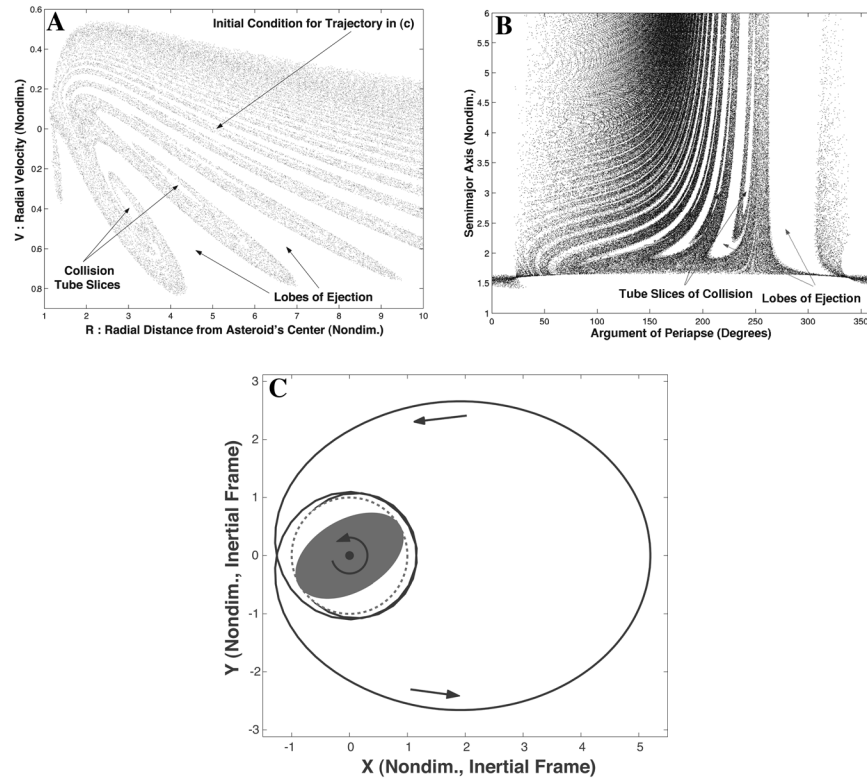 A
Initial Condition for Trajectory in (c)
V : Radial Velocity (Nondim.)
0.6
0.4
0.2
0
0.2
0.4
0.6
0.8
Collision
Tube Slices
Lobes of Ejection
1 2 3 4 5 6 7 8 9 10
R : Radial Distance from Asteroid's Center (Nondim.)
B
Semimajor Axis (Nondim.)
6
5.5
5
4.5
4
3.5
3
2.5
2
1.5
1
Tube Slices of Collision
Lobes of Ejection
0 50 100 150 200 250 300 350
Argument of Periapse (Degrees)
C
Y (Nondim., Inertial Frame)
3
2
1
0
-1
-2
-3
-1 0 1 2 3 4 5
X (Nondim., Inertial Frame)